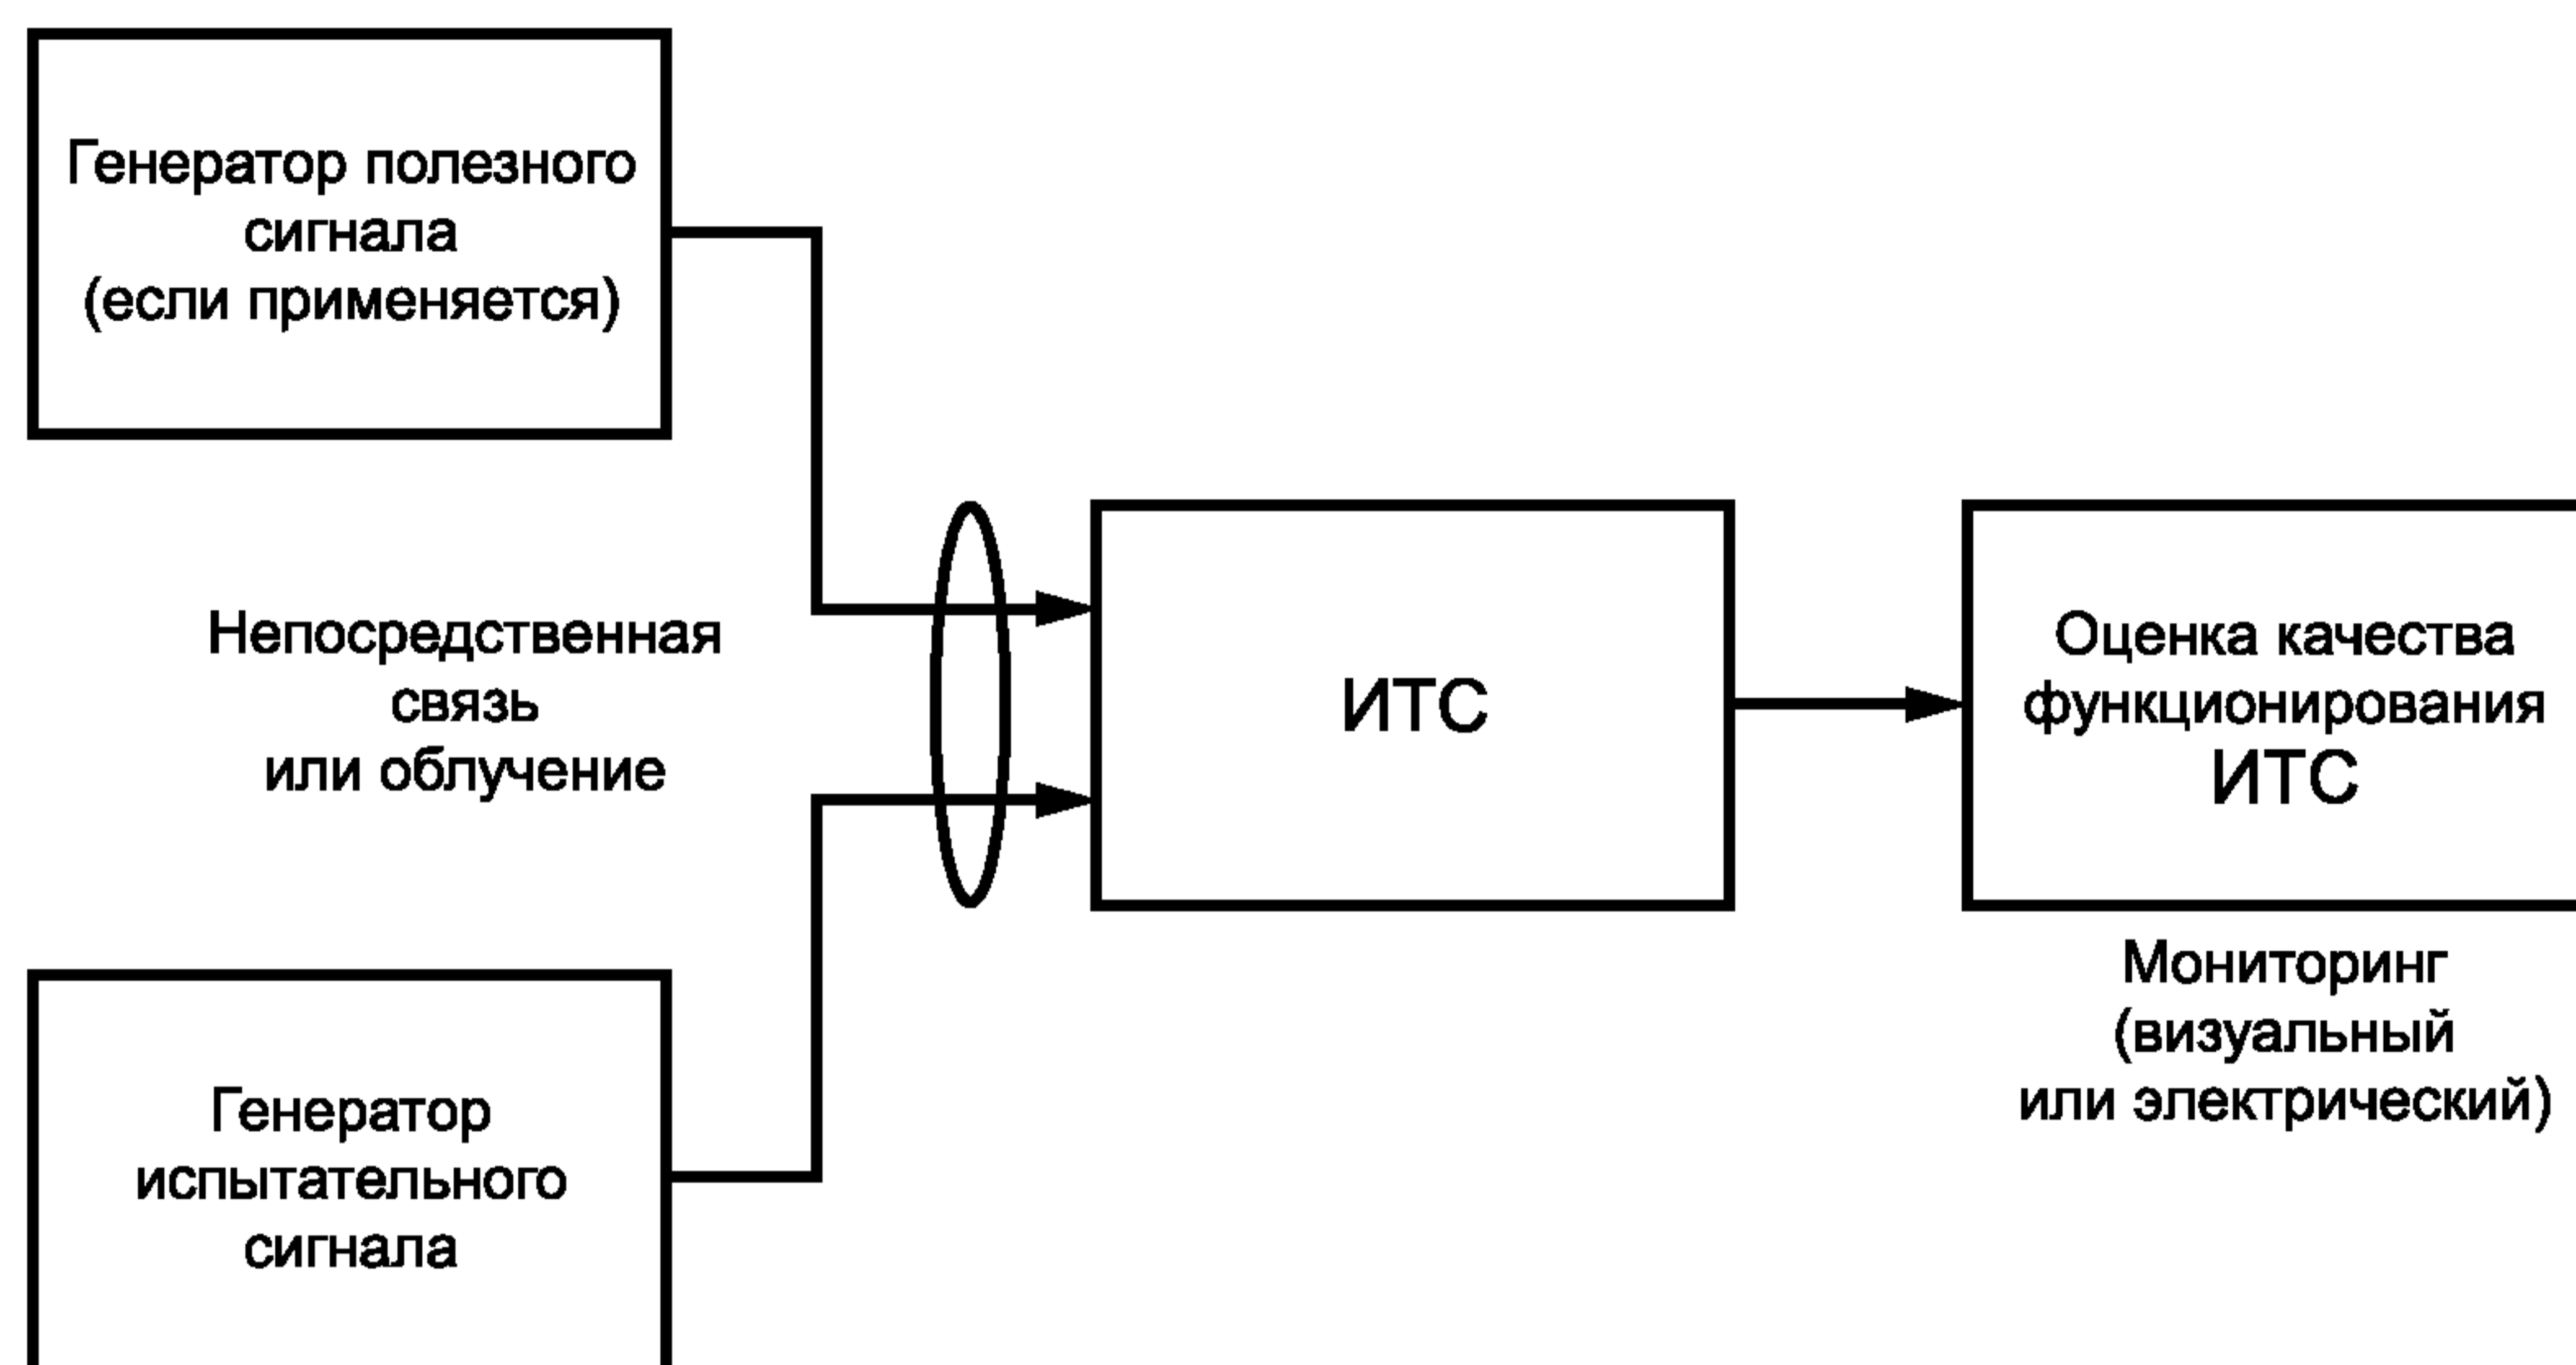 Генератор полезного
сигнала
(если применяется)
Непосредственная
связь
или облучение
ИТС
Оценка качества
функционирования
ИТС
Мониторинг
(визуальный
или электрический)
Генератор
испытательного
сигнала